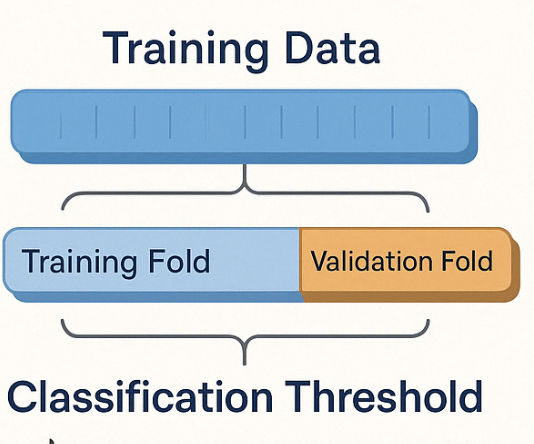 Training Data
Training Fold
Validation Fold
Classification Threshold